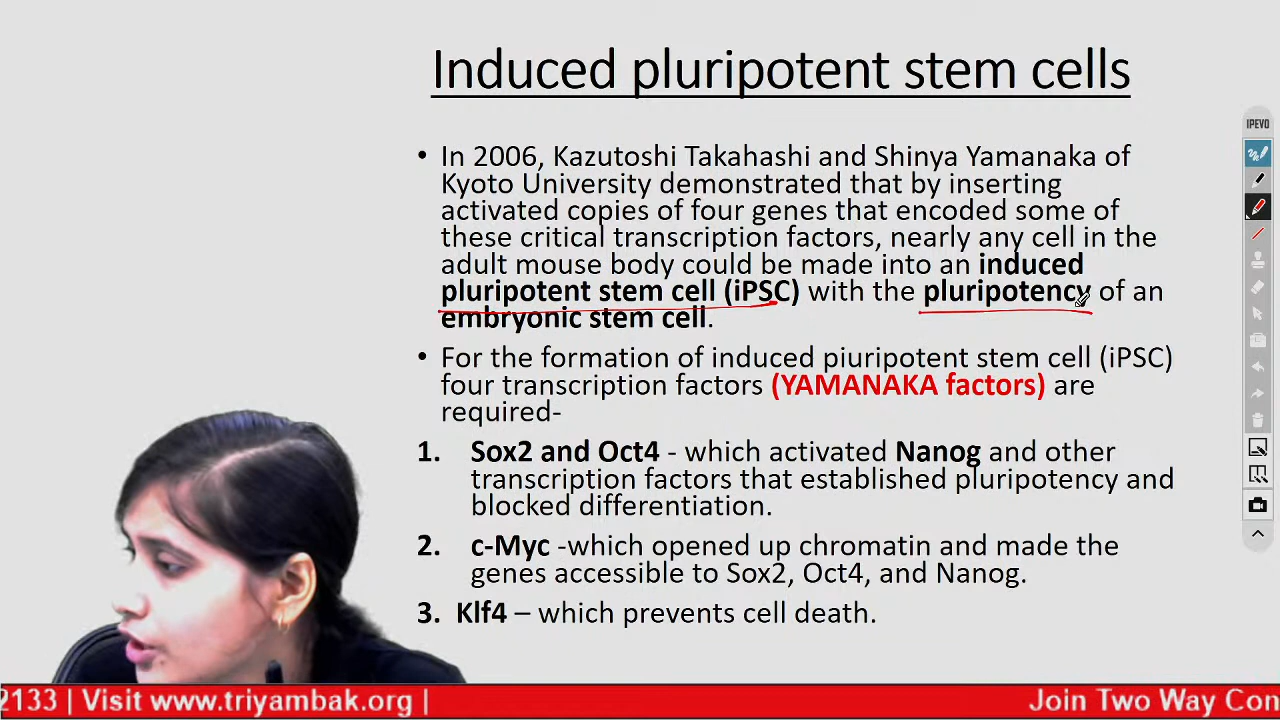 Induced pluripotent stem cells
• In 2006, Kazutoshi Takahashi and Shinya Yamanaka of
Kyoto University demonstrated that by inserting
activated copies of four genes that encoded some of
these critical transcription factors, nearly any cell in the
adult mouse body could be made into an induced
pluripotent stem cell (iPSC) with the pluripotency of an
embryonic stem cell.
• For the formation of induced piuripotent stem cell (iPSC)
four transcription factors (YAMANAKA factors) are
required-
1. Sox2 and Oct4 - which activated Nanog and other
transcription factors that established pluripotency and
blocked differentiation.
2. c-Myc -which opened up chromatin and made the
genes accessible to Sox2, Oct4, and Nanog.
3. Klf4 – which prevents cell death.
IPEVO
2133 | Visit www.triyambak.org | Join Two Way Con